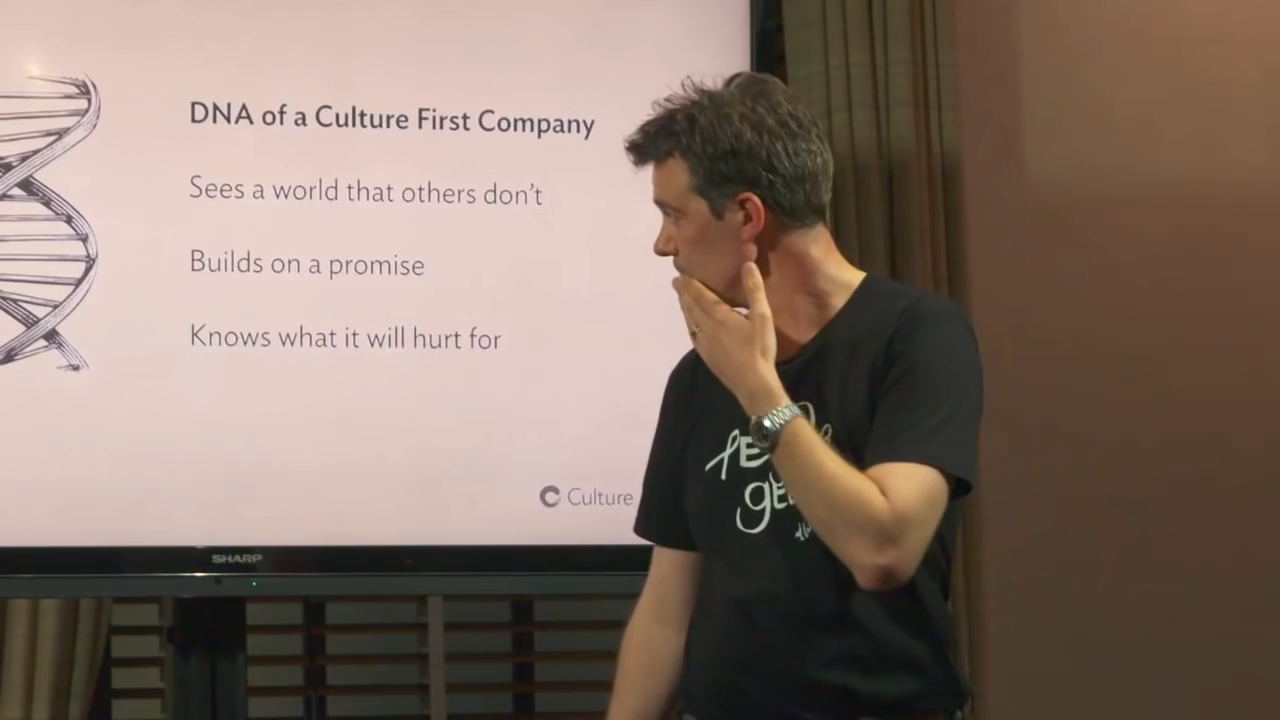 DNA of a Culture First Company
Sees a world that others don't
Builds on a promise
Knows what it will hurt for
Culture
SHARP